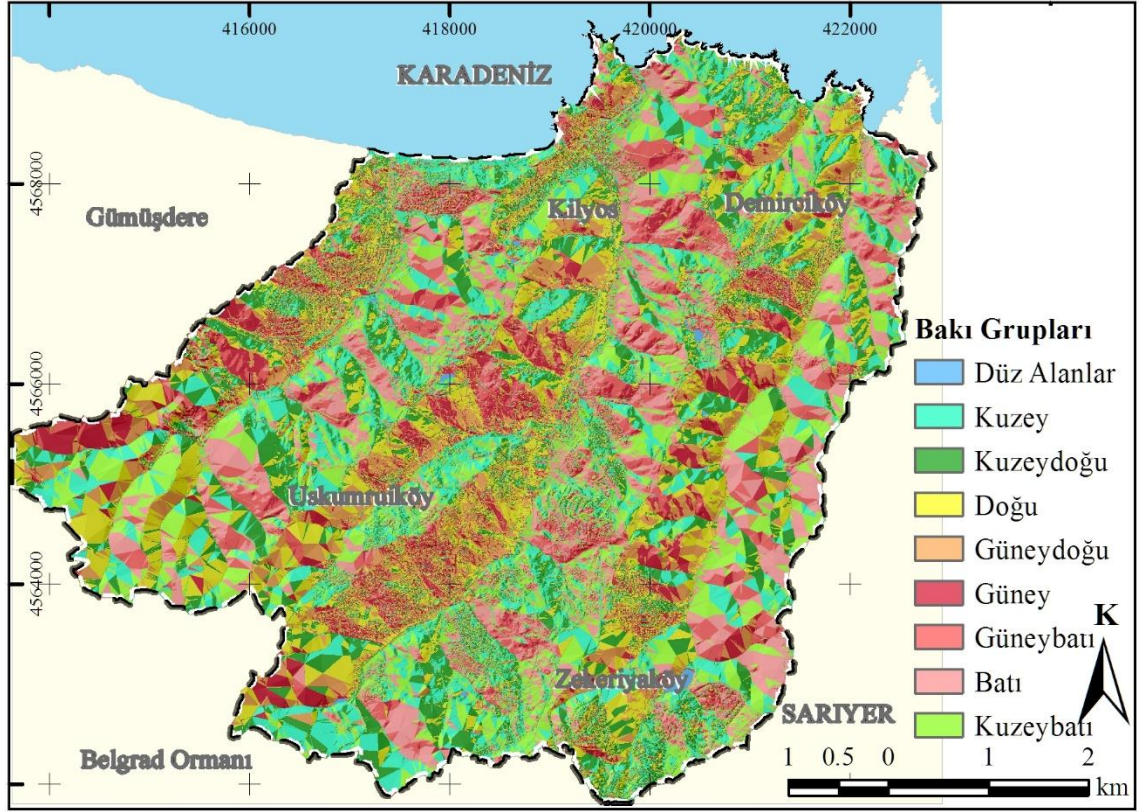 416000
418000
420000
422000
KARADENİZ
4568000
Gümüşdere
Kilyos
Demirciköy
4566000
Uskumruiköy
4564000
Zekeriyaköy
SARIYER
Belgrad Ormanı
Bakı Grupları
Düz Alanlar
Kuzey
Kuzeydoğu
Doğu
Güneydoğu
Güney
Güneybatı
Batı
Kuzeybatı
K
1 0.5 0 1 2
km